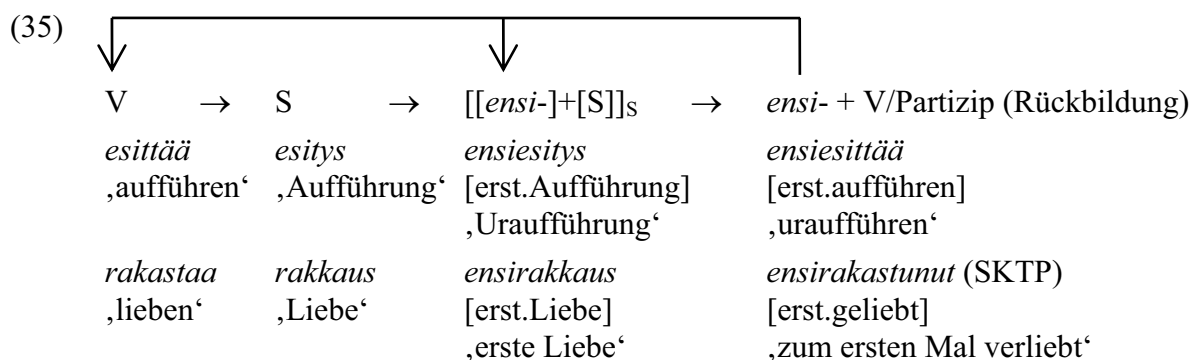 (35)
V → S → [[ensi-]+[S]]S → ensi- + V/Partizip (Rückbildung)
esittää esitys ensiesitys ensiesittää
‚aufführen‘ ‚Aufführung‘ [erst.Aufführung] [erst.aufführen]
‚Uraufführung‘ ‚uraufführen‘
rakastaa rakkaus ensirakkaus ensirakastunut (SKTP)
‚lieben‘ ‚Liebe‘ [erst.Liebe] [erst.geliebt]
‚erste Liebe‘ ‚zum ersten Mal verliebt‘